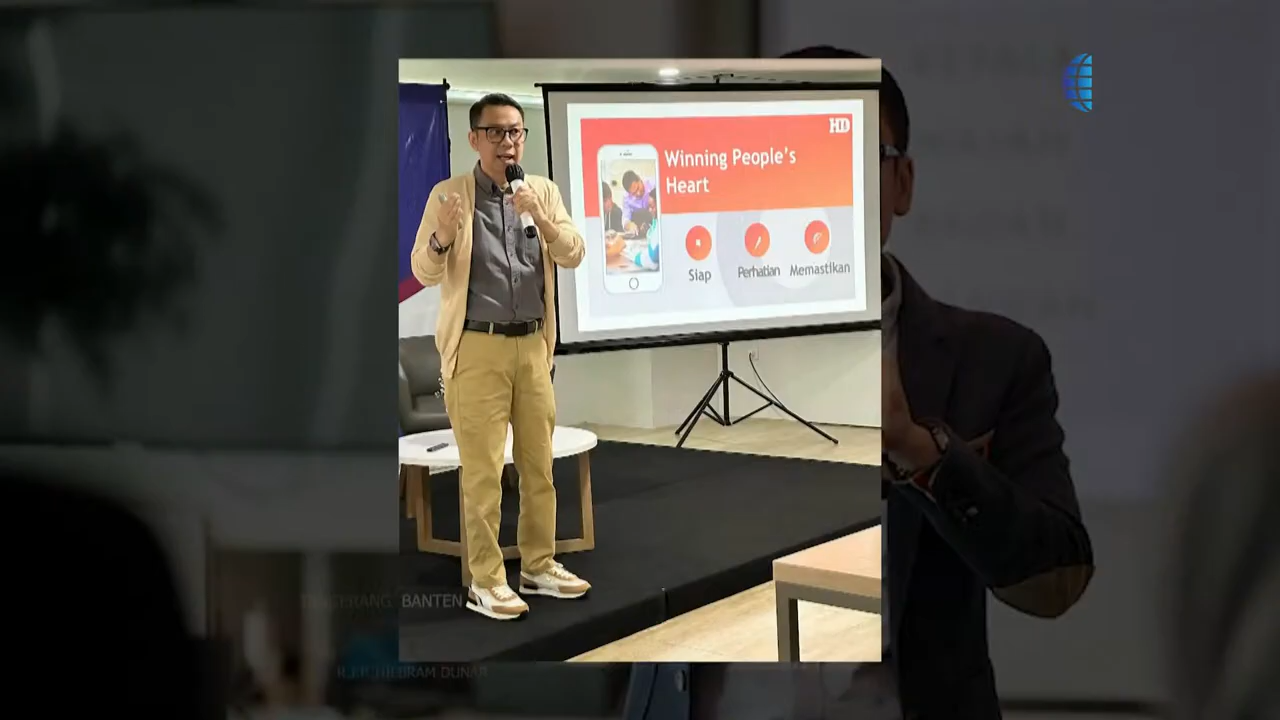 HD
Winning People's
Heart
Siap
Perhatian
Memastikan
TANGERANG, BANTEN